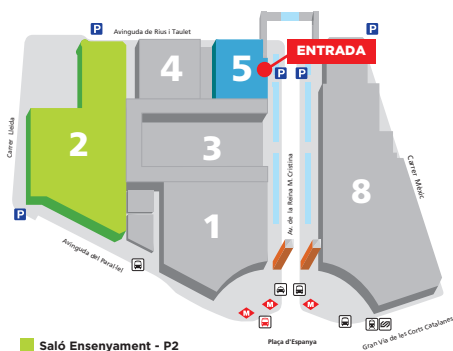 P
Avinguda de Rius i Taulet
P
ENTRADA
4
5
P
P
Carrer Lleida
2
3
Av. de la Reina M. Cristina
8
Carrer Mèxic
P
1
Avinguda del Paral·lel
M
M
M
Plaça d'Espanya
Gran Via de les Corts Catalanes
Saló Ensenyament - P2